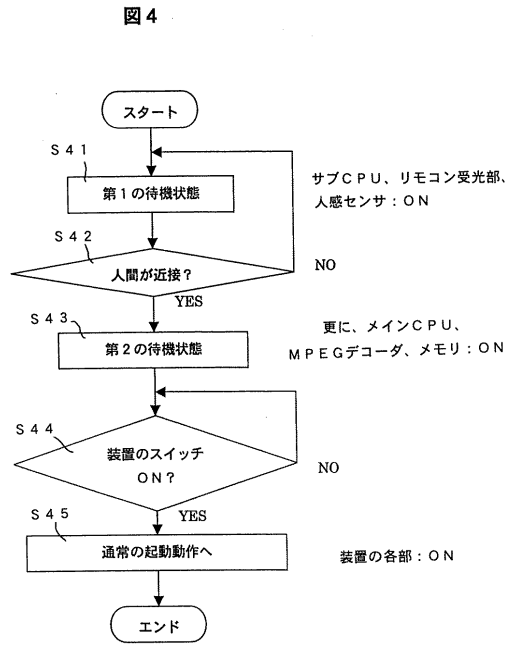 図4
スタート
S41
第1の待機状態
サブCPU、リモコン受光部、
人感センサ：ON
S42
人間が近接？
NO
YES
S43
第2の待機状態
更に、メインCPU、
MPEGデコーダ、メモリ：ON
S44
装置のスイッチ
ON？
NO
YES
S45
通常の起動動作へ
装置の各部：ON
エンド